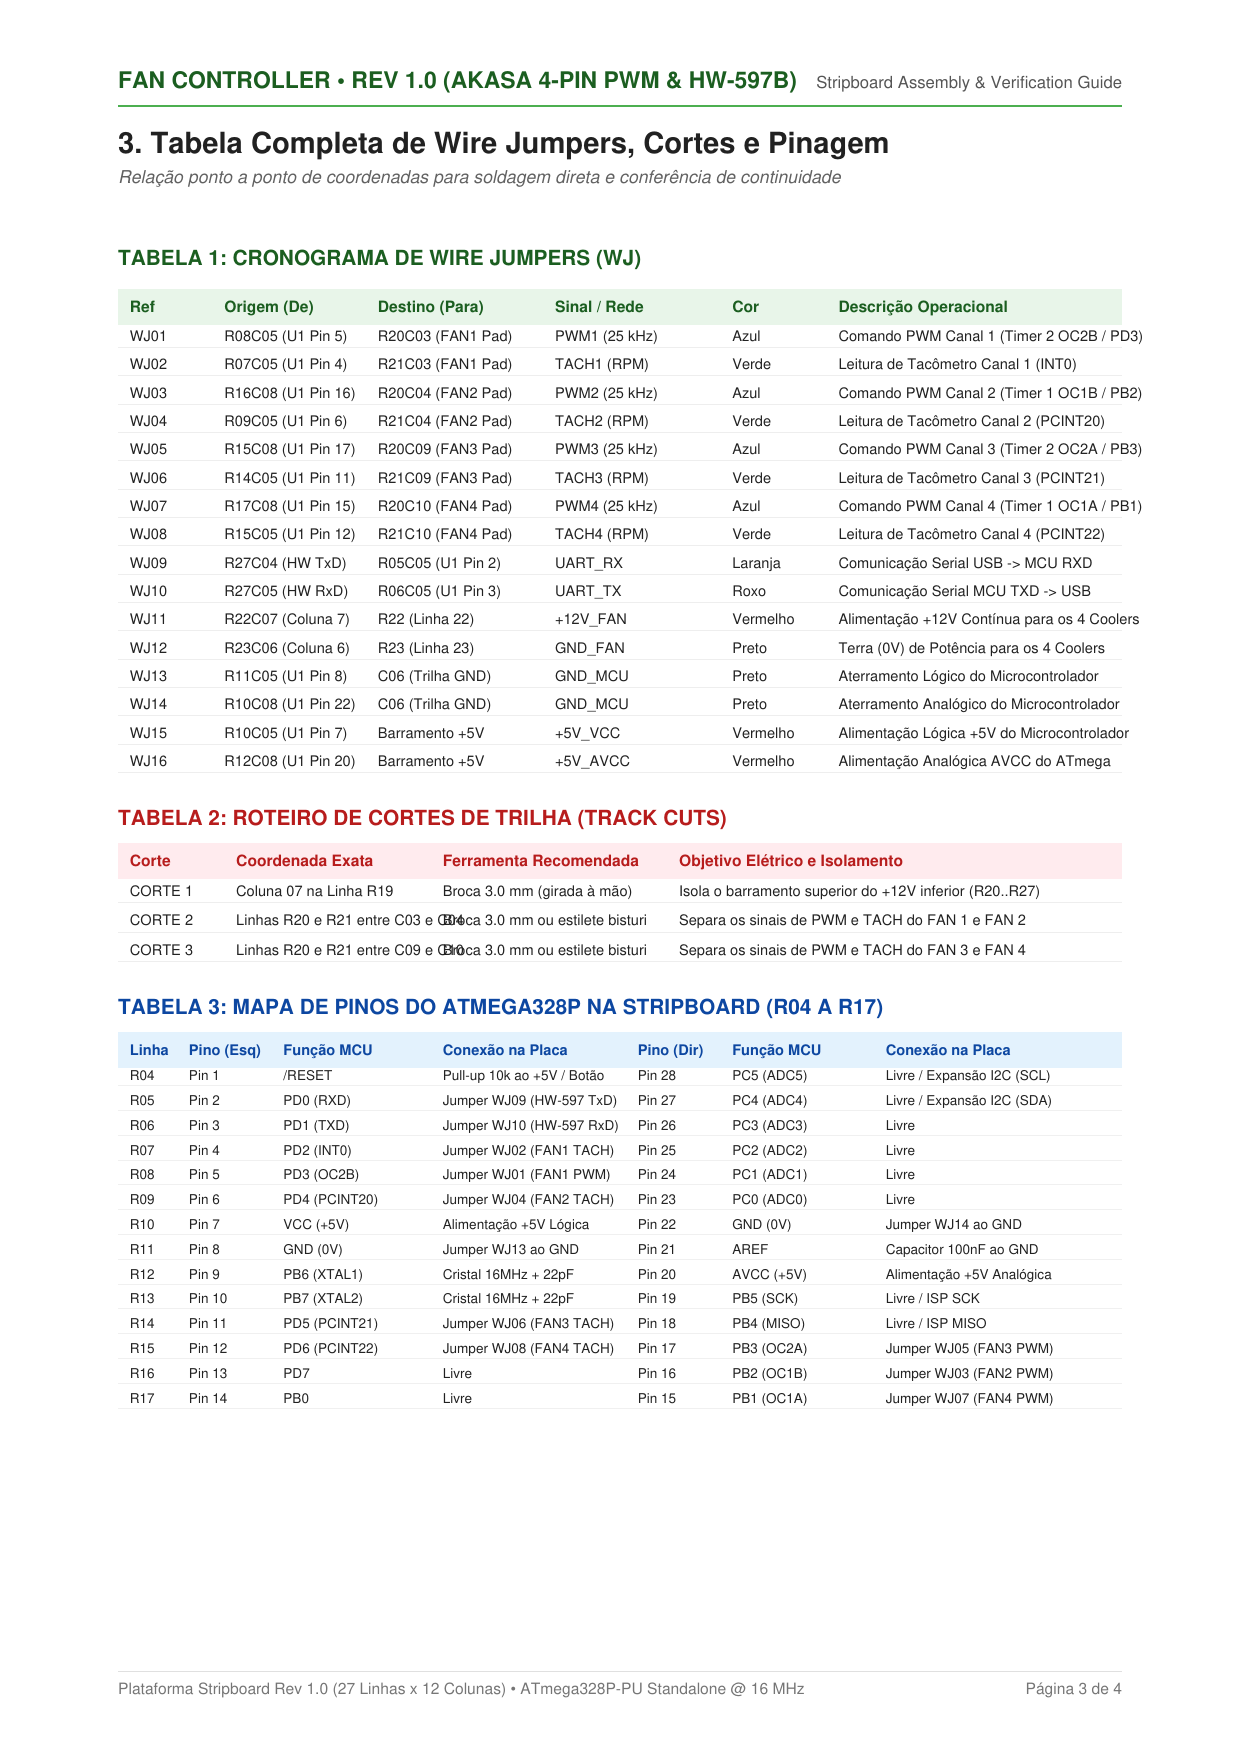 FAN CONTROLLER • REV 1.0 (AKASA 4-PIN PWM & HW-597B) Stripboard Assembly & Verification Guide
3. Tabela Completa de Wire Jumpers, Cortes e Pinagem
Relação ponto a ponto de coordenadas para soldagem direta e conferência de continuidade
TABELA 1: CRONOGRAMA DE WIRE JUMPERS (WJ)
Ref Origem (De) Destino (Para) Sinal / Rede Cor Descrição Operacional
WJ01 R08C05 (U1 Pin 5) R20C03 (FAN1 Pad) PWM1 (25 kHz) Azul Comando PWM Canal 1 (Timer 2 OC2B / PD3)
WJ02 R07C05 (U1 Pin 4) R21C03 (FAN1 Pad) TACH1 (RPM) Verde Leitura de Tacômetro Canal 1 (INT0)
WJ03 R16C08 (U1 Pin 16) R20C04 (FAN2 Pad) PWM2 (25 kHz) Azul Comando PWM Canal 2 (Timer 1 OC1B / PB2)
WJ04 R09C05 (U1 Pin 6) R21C04 (FAN2 Pad) TACH2 (RPM) Verde Leitura de Tacômetro Canal 2 (PCINT20)
WJ05 R15C08 (U1 Pin 17) R20C09 (FAN3 Pad) PWM3 (25 kHz) Azul Comando PWM Canal 3 (Timer 2 OC2A / PB3)
WJ06 R14C05 (U1 Pin 11) R21C09 (FAN3 Pad) TACH3 (RPM) Verde Leitura de Tacômetro Canal 3 (PCINT21)
WJ07 R17C08 (U1 Pin 15) R20C10 (FAN4 Pad) PWM4 (25 kHz) Azul Comando PWM Canal 4 (Timer 1 OC1A / PB1)
WJ08 R15C05 (U1 Pin 12) R21C10 (FAN4 Pad) TACH4 (RPM) Verde Leitura de Tacômetro Canal 4 (PCINT22)
WJ09 R27C04 (HW TxD) R05C05 (U1 Pin 2) UART_RX Laranja Comunicação Serial USB -> MCU RXD
WJ10 R27C05 (HW RxD) R06C05 (U1 Pin 3) UART_TX Roxo Comunicação Serial MCU TXD -> USB
WJ11 R22C07 (Coluna 7) R22 (Linha 22) +12V_FAN Vermelho Alimentação +12V Contínua para os 4 Coolers
WJ12 R23C06 (Coluna 6) R23 (Linha 23) GND_FAN Preto Terra (0V) de Potência para os 4 Coolers
WJ13 R11C05 (U1 Pin 8) C06 (Trilha GND) GND_MCU Preto Aterramento Lógico do Microcontrolador
WJ14 R10C08 (U1 Pin 22) C06 (Trilha GND) GND_MCU Preto Aterramento Analógico do Microcontrolador
WJ15 R10C05 (U1 Pin 7) Barramento +5V +5V_VCC Vermelho Alimentação Lógica +5V do Microcontrolador
WJ16 R12C08 (U1 Pin 20) Barramento +5V +5V_AVCC Vermelho Alimentação Analógica AVCC do ATmega
TABELA 2: ROTEIRO DE CORTES DE TRILHA (TRACK CUTS)
Corte Coordenada Exata Ferramenta Recomendada Objetivo Elétrico e Isolamento
CORTE 1 Coluna 07 na Linha R19 Broca 3.0 mm (girada à mão) Isola o barramento superior do +12V inferior (R20..R27)
CORTE 2 Linhas R20 e R21 entre C03 e C04 Broca 3.0 mm ou estilete bisturi Separa os sinais de PWM e TACH do FAN 1 e FAN 2
CORTE 3 Linhas R20 e R21 entre C09 e C10 Broca 3.0 mm ou estilete bisturi Separa os sinais de PWM e TACH do FAN 3 e FAN 4
TABELA 3: MAPA DE PINOS DO ATMEGA328P NA STRIPBOARD (R04 A R17)
Linha Pino (Esq) Função MCU Conexão na Placa Pino (Dir) Função MCU Conexão na Placa
R04 Pin 1 /RESET Pull-up 10k ao +5V / Botão Pin 28 PC5 (ADC5) Livre / Expansão I2C (SCL)
R05 Pin 2 PD0 (RXD) Jumper WJ09 (HW-597 TxD) Pin 27 PC4 (ADC4) Livre / Expansão I2C (SDA)
R06 Pin 3 PD1 (TXD) Jumper WJ10 (HW-597 RxD) Pin 26 PC3 (ADC3) Livre
R07 Pin 4 PD2 (INT0) Jumper WJ02 (FAN1 TACH) Pin 25 PC2 (ADC2) Livre
R08 Pin 5 PD3 (OC2B) Jumper WJ01 (FAN1 PWM) Pin 24 PC1 (ADC1) Livre
R09 Pin 6 PD4 (PCINT20) Jumper WJ04 (FAN2 TACH) Pin 23 PC0 (ADC0) Livre
R10 Pin 7 VCC (+5V) Alimentação +5V Lógica Pin 22 GND (0V) Jumper WJ14 ao GND
R11 Pin 8 GND (0V) Jumper WJ13 ao GND Pin 21 AREF Capacitor 100nF ao GND
R12 Pin 9 PB6 (XTAL1) Cristal 16MHz + 22pF Pin 20 AVCC (+5V) Alimentação +5V Analógica
R13 Pin 10 PB7 (XTAL2) Cristal 16MHz + 22pF Pin 19 PB5 (SCK) Livre / ISP SCK
R14 Pin 11 PD5 (PCINT21) Jumper WJ06 (FAN3 TACH) Pin 18 PB4 (MISO) Livre / ISP MISO
R15 Pin 12 PD6 (PCINT22) Jumper WJ08 (FAN4 TACH) Pin 17 PB3 (OC2A) Jumper WJ05 (FAN3 PWM)
R16 Pin 13 PD7 Livre Pin 16 PB2 (OC1B) Jumper WJ03 (FAN2 PWM)
R17 Pin 14 PB0 Livre Pin 15 PB1 (OC1A) Jumper WJ07 (FAN4 PWM)
Plataforma Stripboard Rev 1.0 (27 Linhas x 12 Colunas) • ATmega328P-PU Standalone @ 16 MHz Página 3 de 4